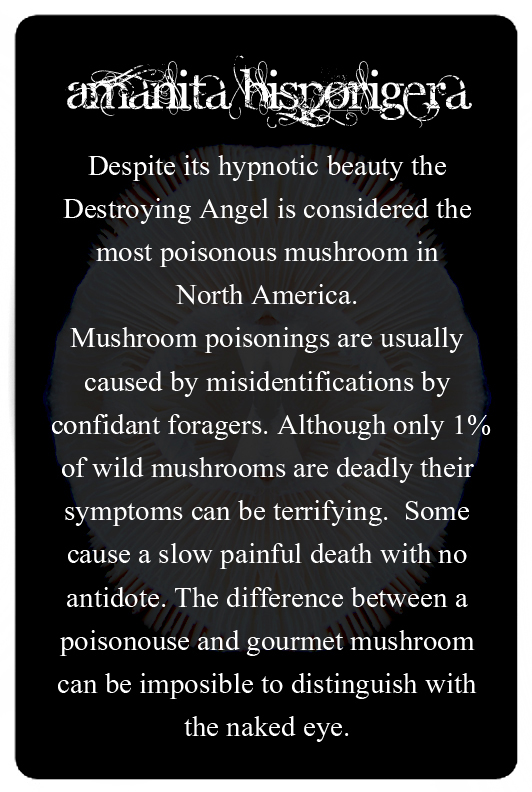 amanita bisporigera
Despite its hypnotic beauty the
Destroying Angel is considered the
most poisonous mushroom in
North America.
Mushroom poisonings are usually
caused by misidentifications by
confidant foragers. Although only 1%
of wild mushrooms are deadly their
symptoms can be terrifying.  Some
cause a slow painful death with no
antidote. The difference between a
poisonouse and gourmet mushroom
can be imposible to distinguish with
the naked eye.